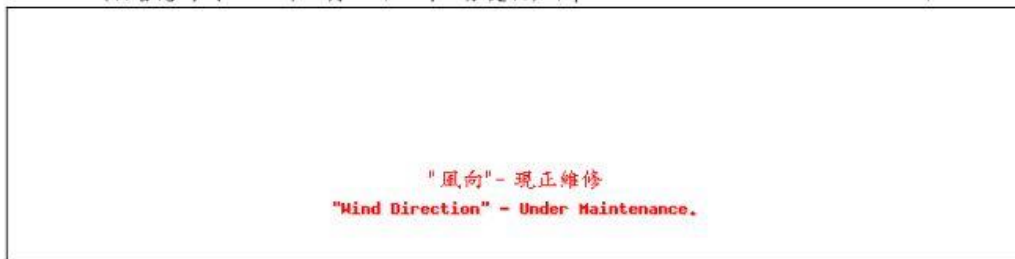 "風向"- 現正維修
"Wind Direction" - Under Maintenance.